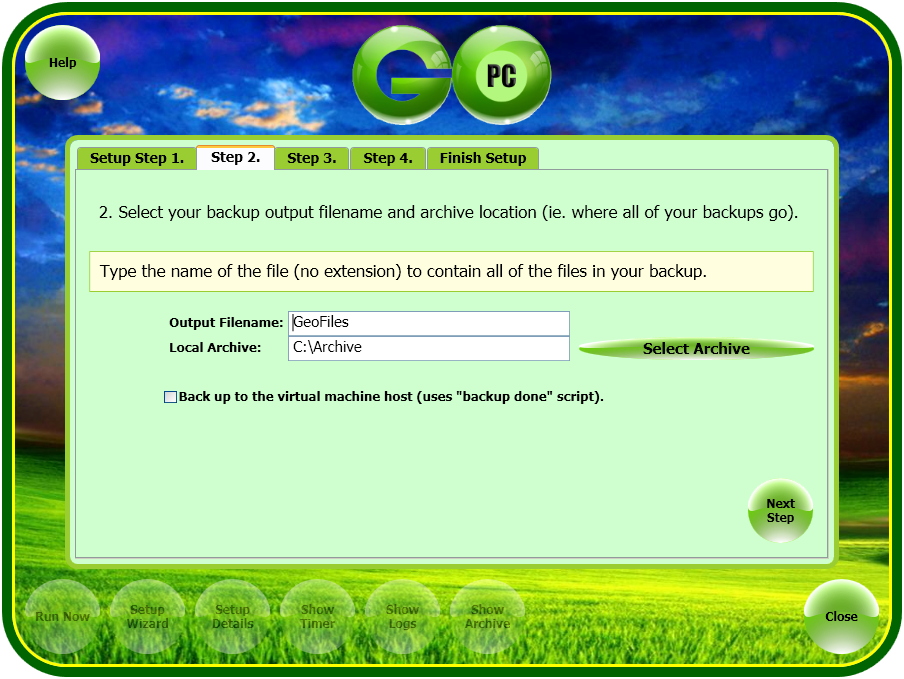 Help
G PC
Setup Step 1. Step 2. Step 3. Step 4. Finish Setup
2. Select your backup output filename and archive location (ie. where all of your backups go).
Type the name of the file (no extension) to contain all of the files in your backup.
Output Filename: GeoFiles
Local Archive: C:\Archive
Select Archive
Back up to the virtual machine host (uses "backup done" script).
Next
Step
Run Now
Setup
Wizard
Setup
Details
Show
Timer
Show
Logs
Show
Archive
Close